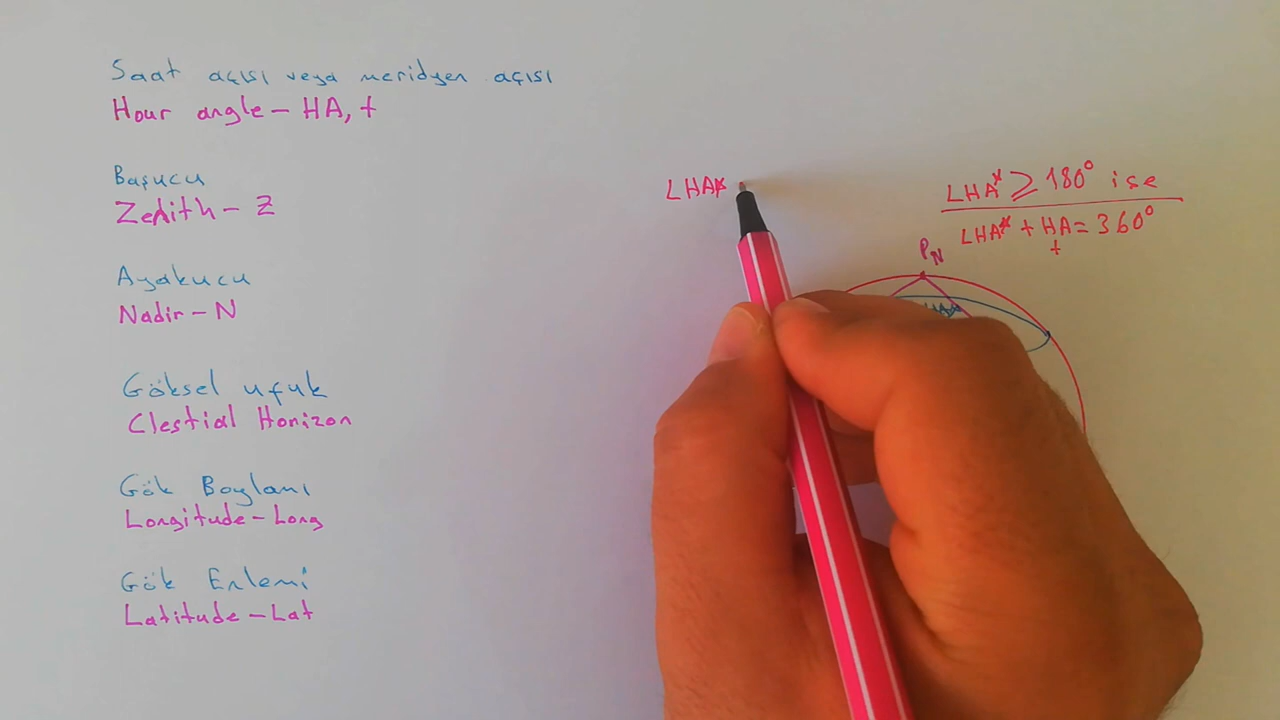 Saat açısı veya meridyen açısı
Hour angle – HA, t
Başucu
Zenith – Z
Ayakucu
Nadir – N
Göksel ufuk
Clestial Horizon
Gök Boylamı
Longitude – Long
Gök Enlemi
Latitude – Lat
LHA*
LHA* ⩾ 180° ise
LHA* + HA = 360°
t
PN